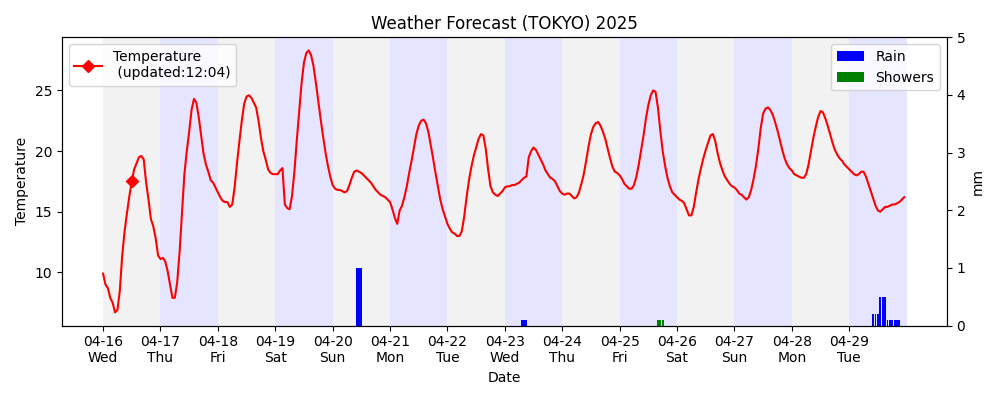 Weather Forecast (TOKYO) 2025
Temperature
(updated:12:04)
Rain
Showers
Temperature
25
20
15
10
5
4
3
2
1
0
mm
04-16 04-17 04-18 04-19 04-20 04-21 04-22 04-23 04-24 04-25 04-26 04-27 04-28 04-29
Wed Thu Fri Sat Sun Mon Tue Wed Thu Fri Sat Sun Mon Tue
Date